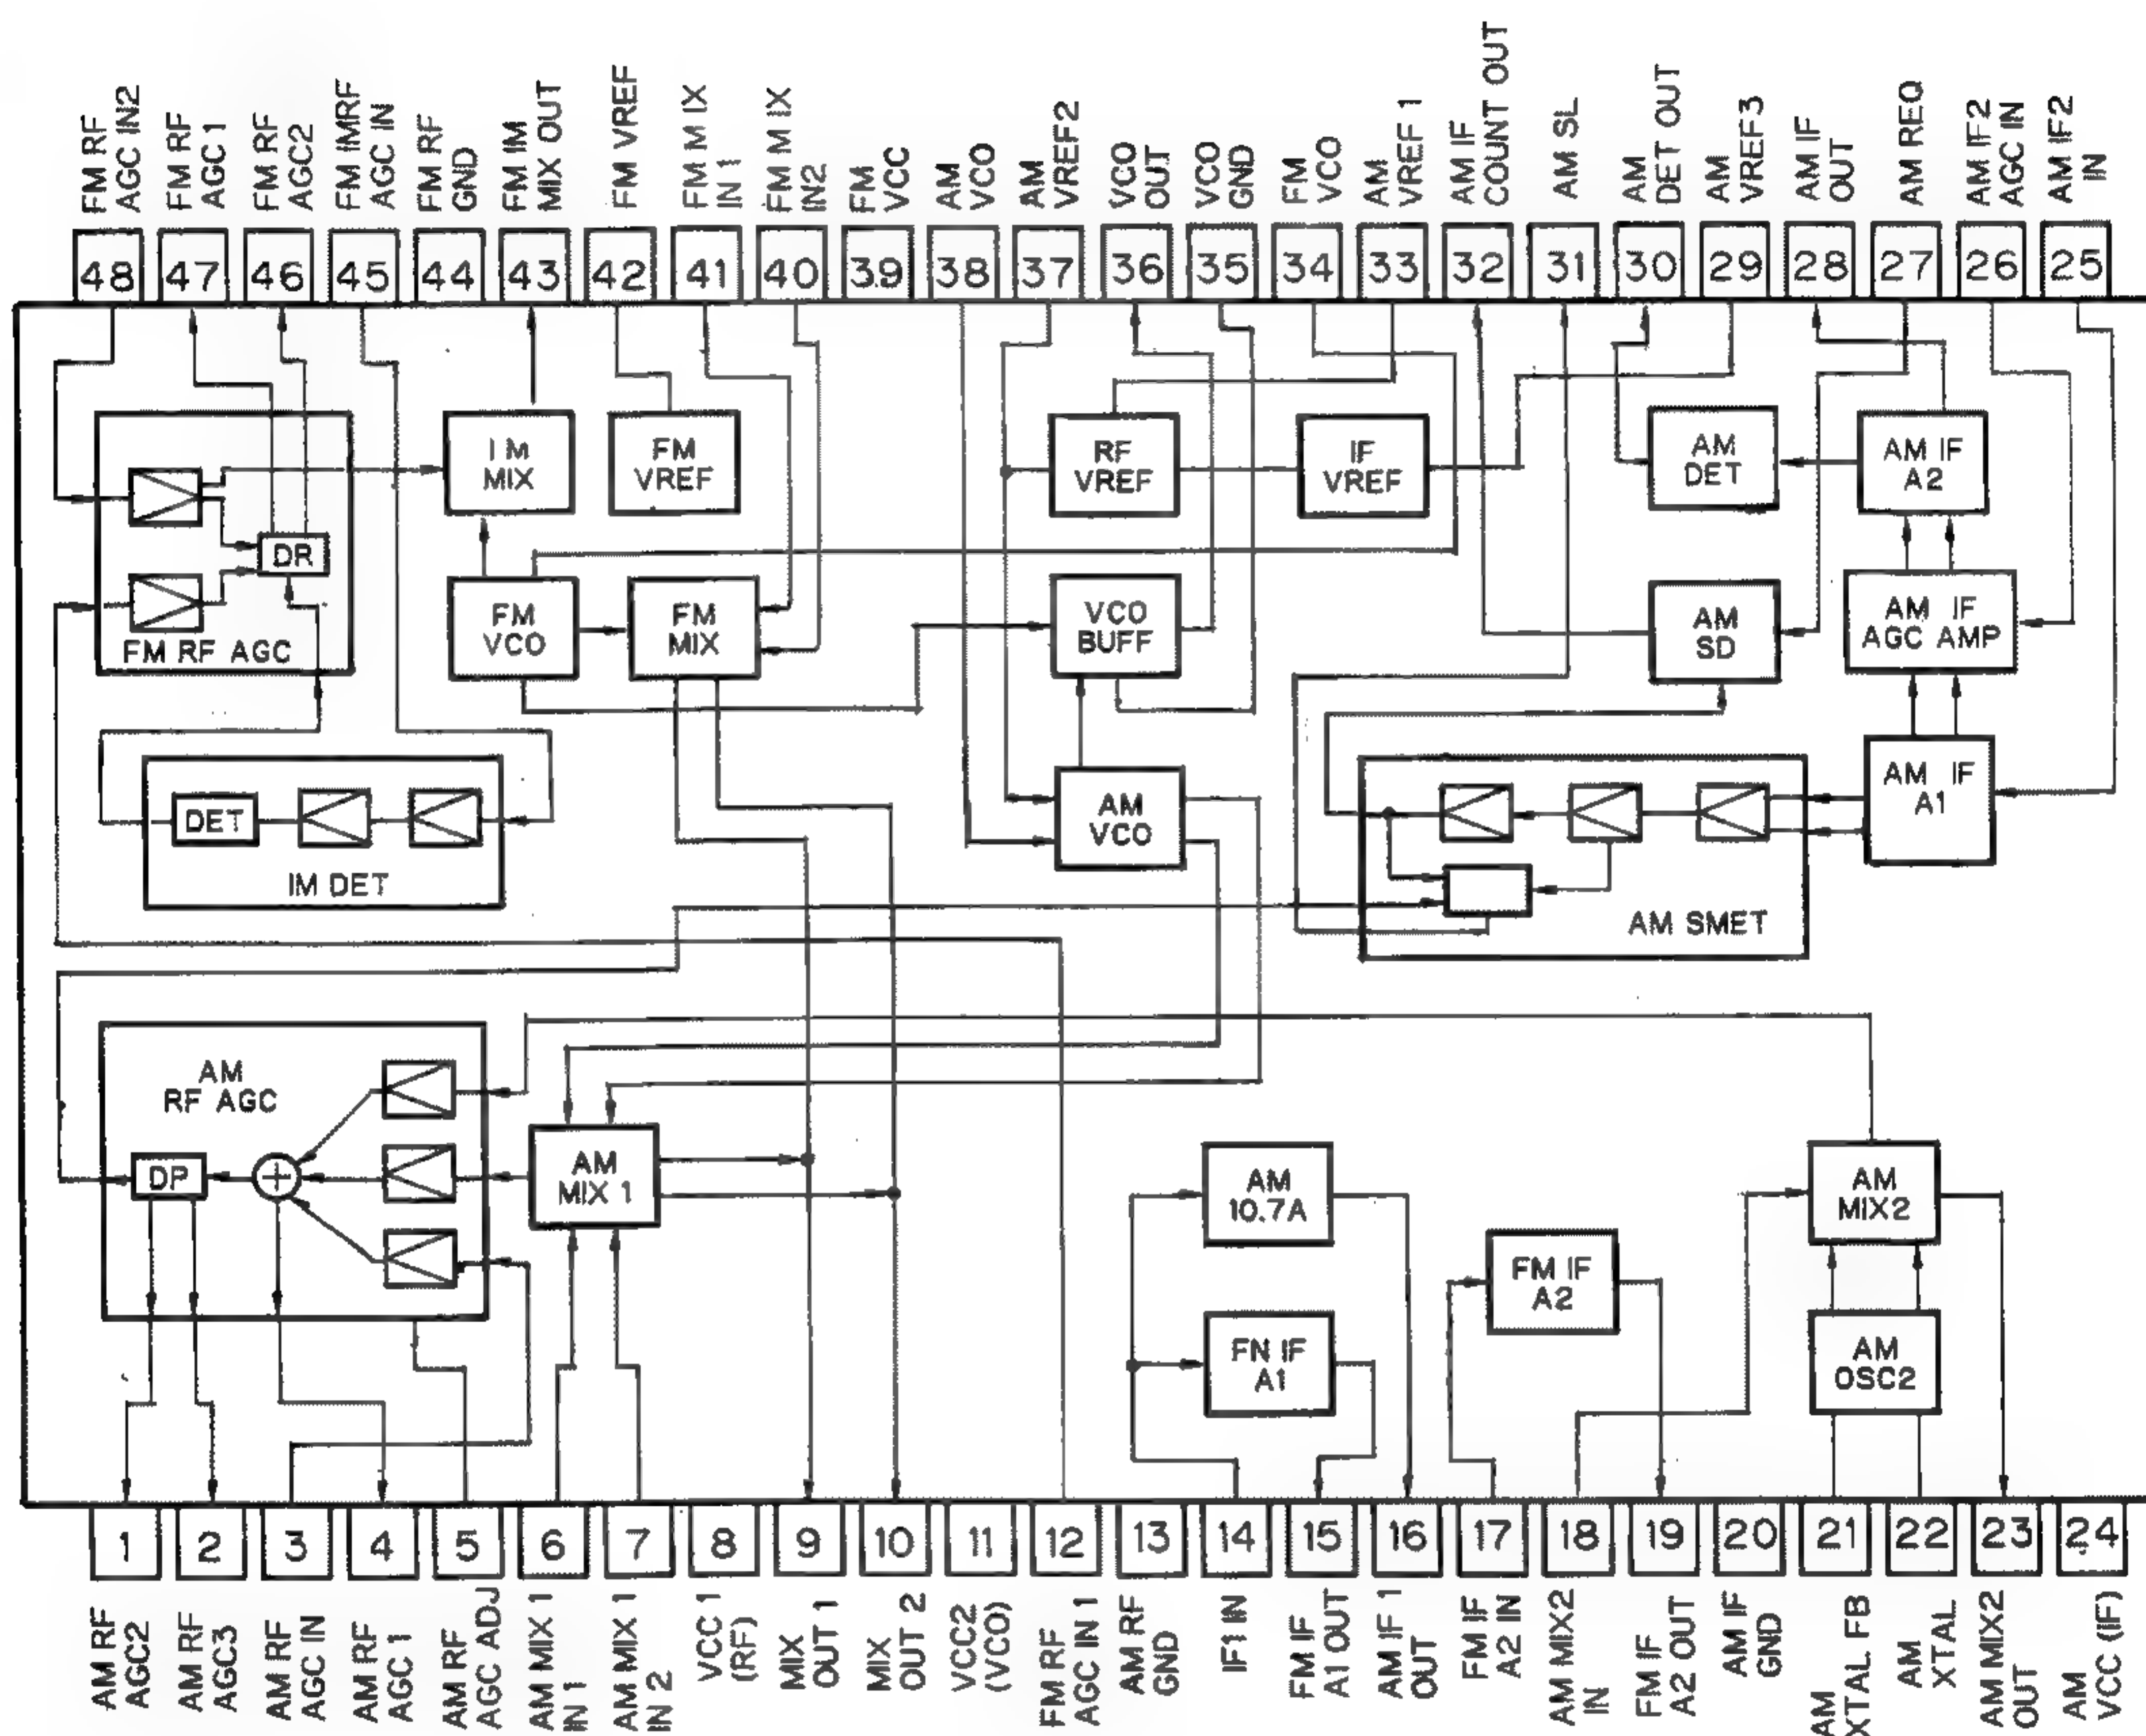 FM RF
AGC IN2
FM RF
AGC1
FM RF
AGC2
FM IMRF
AGC IN
FM RF
GND
FM IM
MIX OUT
FM VREF
FM M IX
IN 1
FM M IX
IN2
FM
VCC
AM
VCO
AM
VREF2
VCO
OUT
VCO
GND
FM
VCO
AM
VREF 1
AM IF
COUNT OUT
AM SL
AM
DET OUT
AM
VREF3
AM IF
OUT
AM REQ
AM IF2
AGC IN
AM IF2
IN
48
47
46
45
44
43
42
41
40
39
38
37
36
35
34
33
32
31
30
29
28
27
26
25
DR
FM RF AGC
I M
MIX
FM
VREF
RF
VREF
IF
VREF
AM
DET
AM IF
A2
FM
VCO
FM
MIX
VCO
BUFF
AM
SD
AM IF
AGC AMP
DET
IM DET
AM
VCO
AM SMET
AM IF
A1
AM
RF AGC
DP
+
AM
MIX 1
AM
10.7A
FN IF
A1
FM IF
A2
AM
MIX2
AM
OSC2
1
2
3
4
5
6
7
8
9
10
11
12
13
14
15
16
17
18
19
20
21
22
23
24
AM RF
AGC2
AM RF
AGC3
AM RF
AGC IN
AM RF
AGC 1
AM RF
AGC ADJ
AM MIX 1
IN 1
AM MIX 1
IN 2
VCC 1
(RF)
MIX
OUT 1
MIX
OUT 2
VCC2
(VCO)
FM RF
AGC IN 1
AM RF
GND
IF1 IN
FM IF
A1 OUT
AM IF 1
OUT
FM IF
A2 IN
AM MIX2
IN
FM IF
A2 OUT
AM IF
GND
AM
XTAL FB
AM
XTAL
AM MIX2
OUT
AM
VCC (IF)